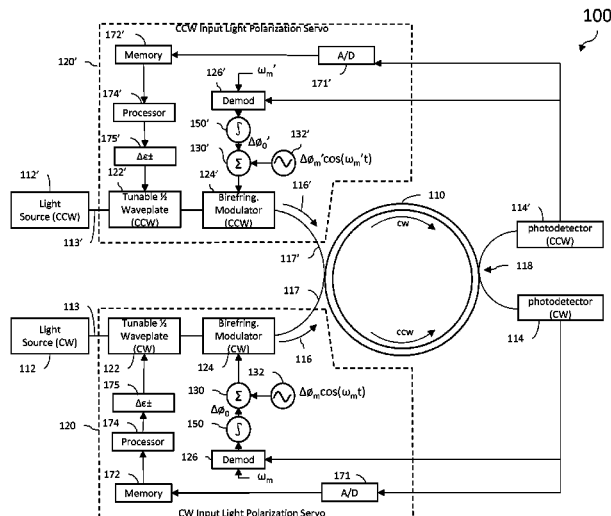 100
CCW Input Light Polarization Servo
172'
Memory
A/D
171'
120'
ωm'
126'
Demod
174'
Processor
150'
∫
Δø0'
132'
175'
Δε±
130'
Σ
Δøm'cos(ωm't)
122'
124'
116'
110
112'
Light Source (CCW)
Tunable ½ Waveplate (CCW)
Birefring. Modulator (CCW)
cw
114'
photodetector (CCW)
113'
117'
118
117
113
Light Source (CW)
Tunable ½ Waveplate (CW)
Birefring. Modulator (CW)
ccw
photodetector (CW)
114
112
122
124
116
132
130
Σ
Δømcos(ωmt)
175
Δε±
Δø0
150
∫
174
Processor
120
126
Demod
172
ωm
171
Memory
A/D
CW Input Light Polarization Servo